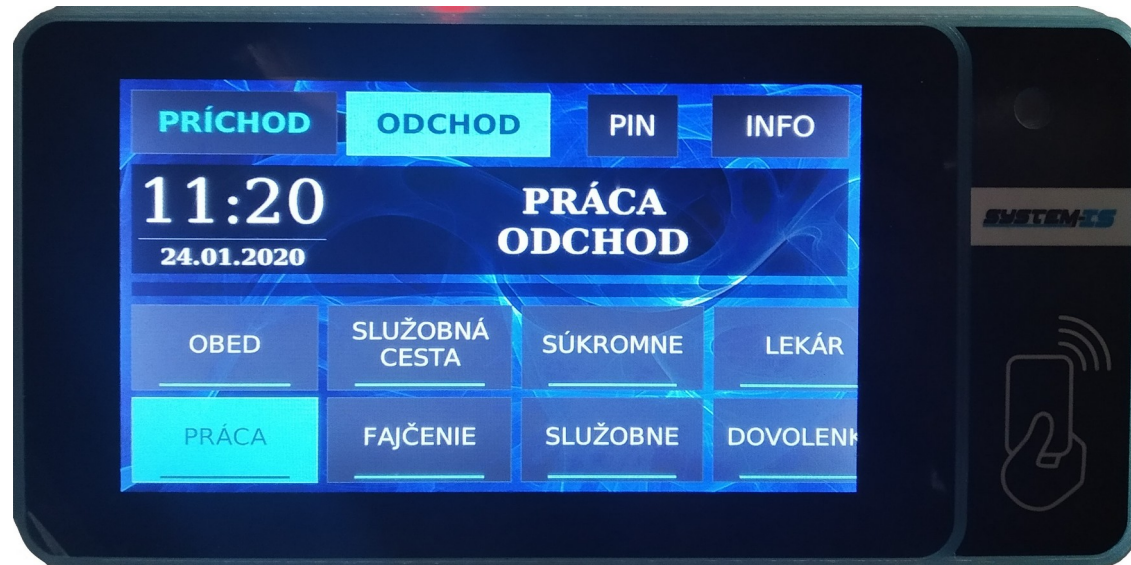 PRÍCHOD ODCHOD PIN INFO
11:20
24.01.2020
PRÁCA
ODCHOD
SYSTEM-IS
OBED SLUŽOBNÁ CESTA SÚKROMNE LEKÁR
PRÁCA FAJČENIE SLUŽOBNE DOVOLENK